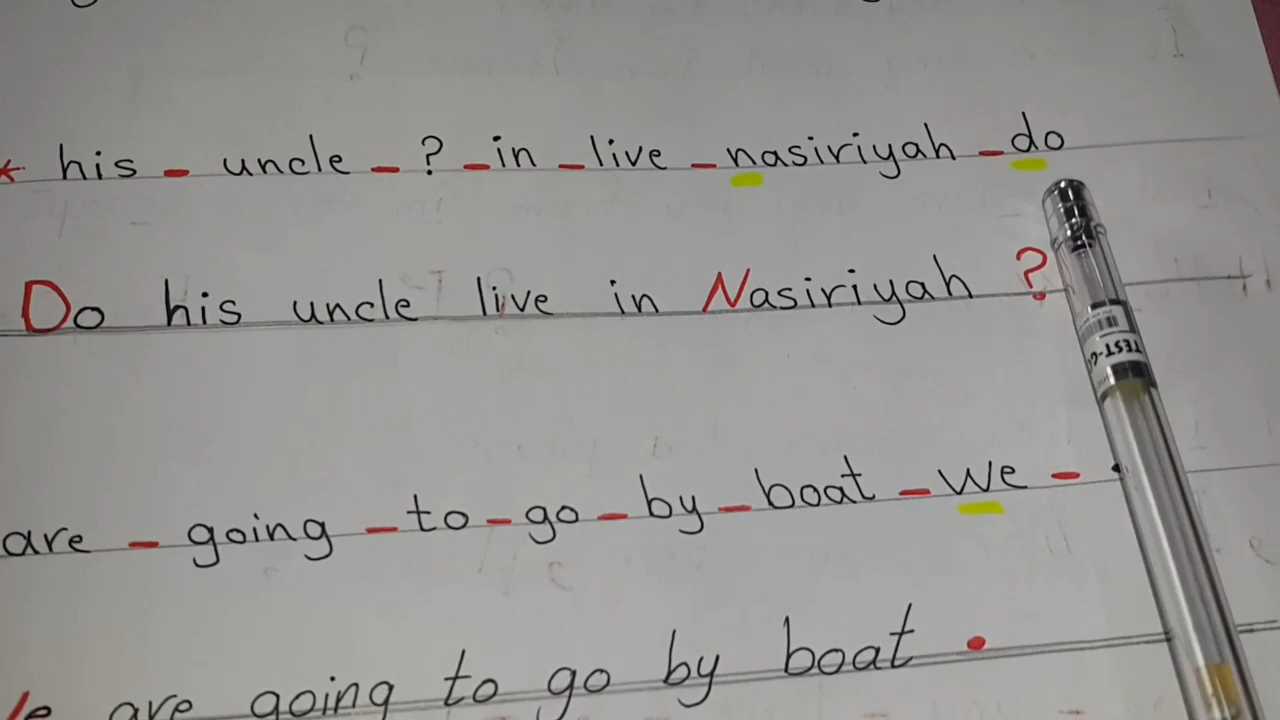 * his - uncle - ? - in - live - nasiriyah - do
Do his uncle live in Nasiriyah ?
are - going - to - go - by - boat - we - .
are going to go by boat .